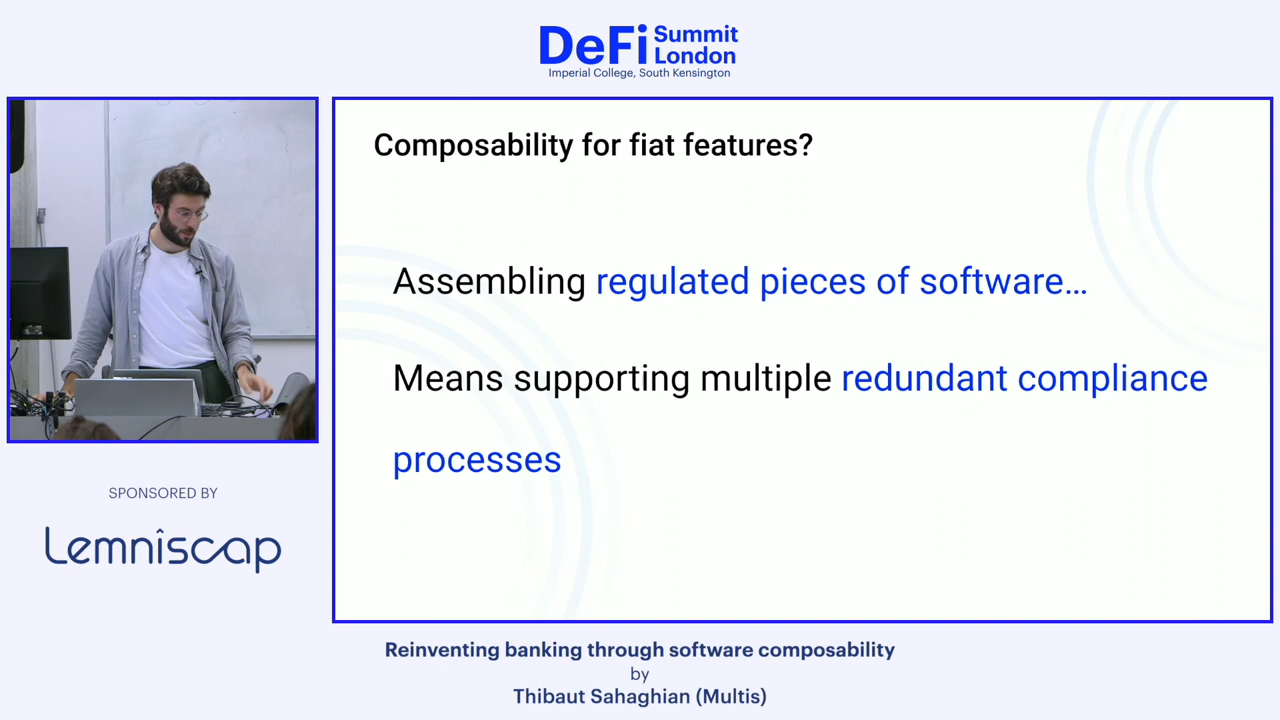 DeFi Summit
London
Imperial College, South Kensington
Composability for fiat features?
Assembling regulated pieces of software…
Means supporting multiple redundant compliance
processes
SPONSORED BY
Lemniscap
Reinventing banking through software composability
by
Thibaut Sahaghian (Multis)